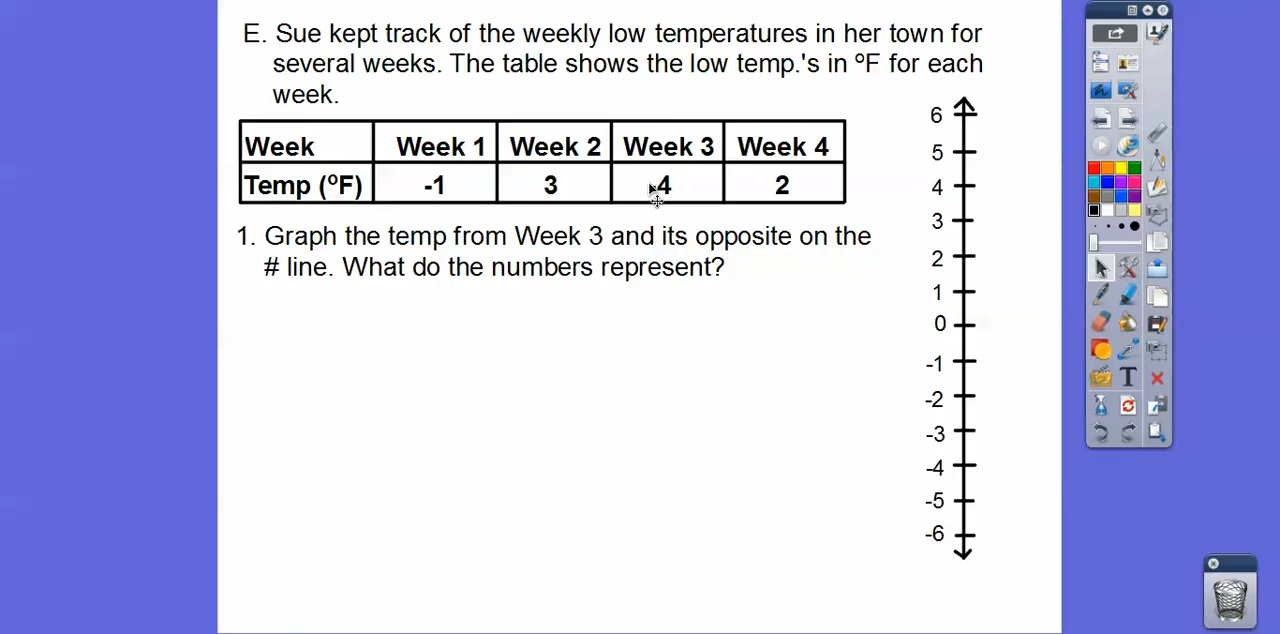 E. Sue kept track of the weekly low temperatures in her town for
several weeks. The table shows the low temp.'s in ºF for each
week.
Week Week 1 Week 2 Week 3 Week 4
Temp (ºF) -1 3 -4 2
1. Graph the temp from Week 3 and its opposite on the
# line. What do the numbers represent?
6
5
4
3
2
1
0
-1
-2
-3
-4
-5
-6
T